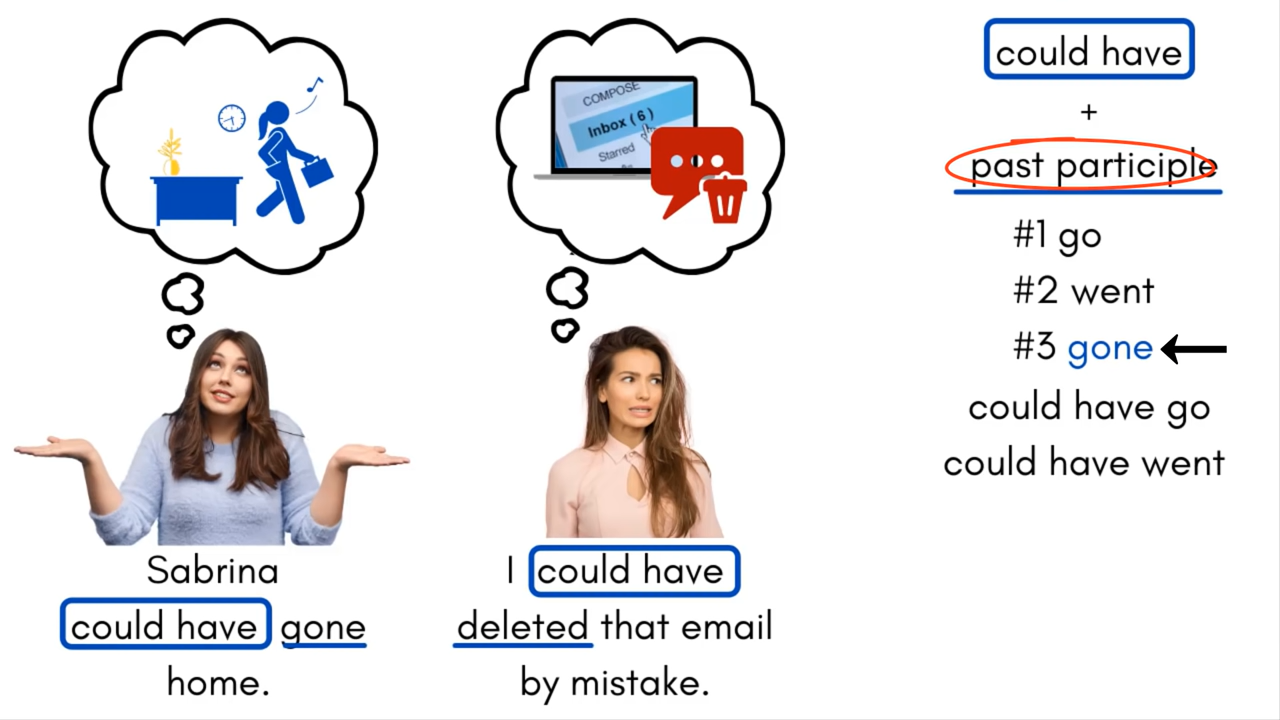 COMPOSE
Inbox ( 6 )
Starred
Sabrina
could have gone
home.
I could have
deleted that email
by mistake.
could have
+
past participle
#1 go
#2 went
#3 gone
could have go
could have went